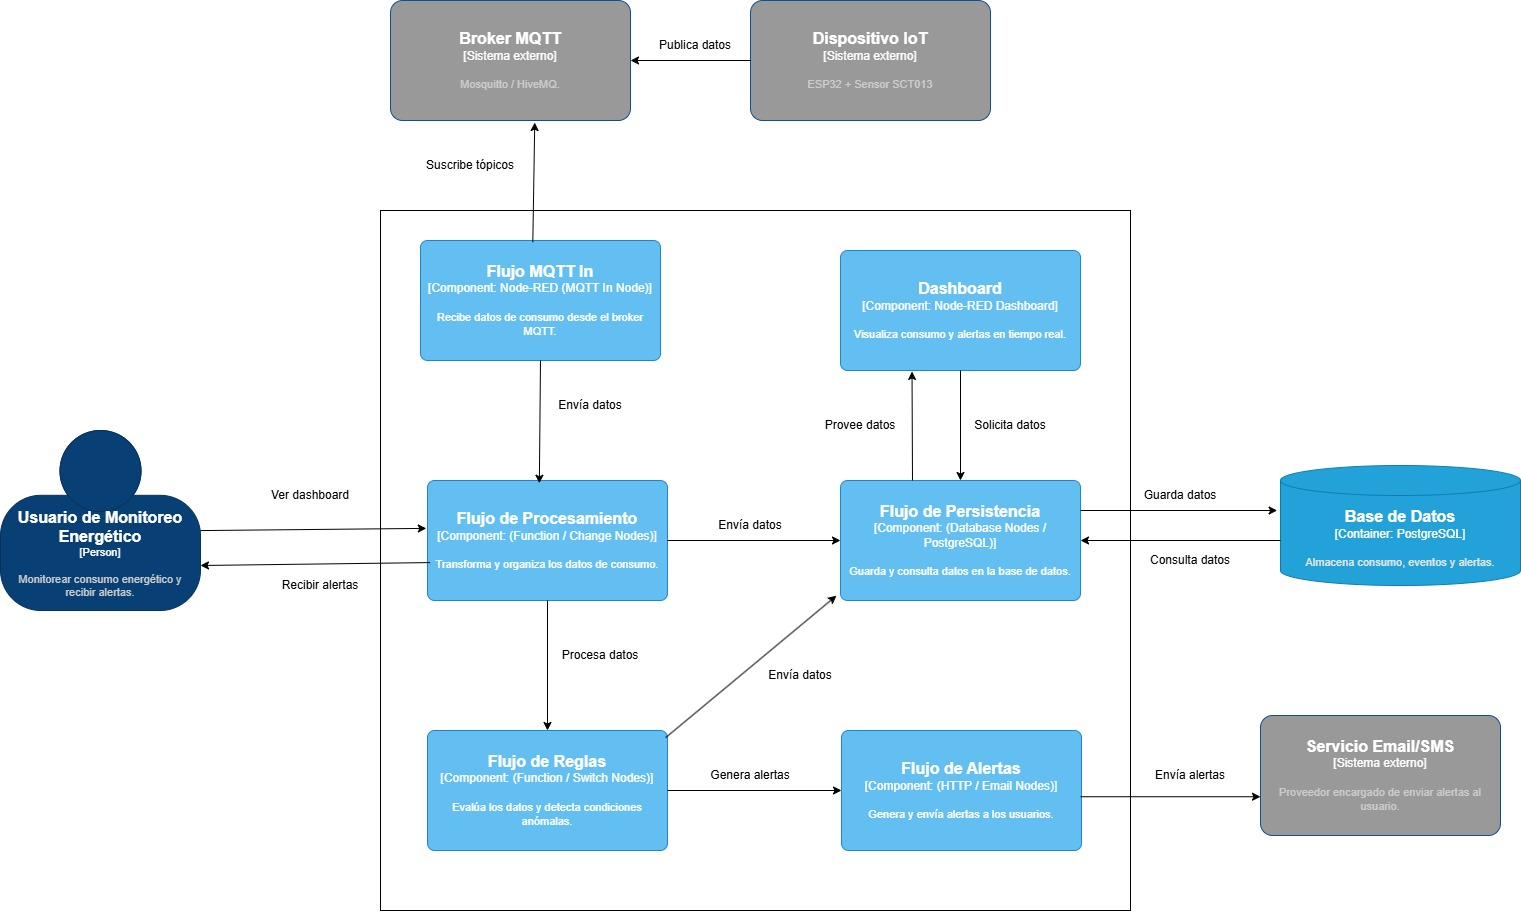 Broker MQTT
[Sistema externo]
Mosquitto / HiveMQ.
Publica datos
Dispositivo IoT
[Sistema externo]
ESP32 + Sensor SCT013
Suscribe tópicos
Flujo MQTT In
[Component: Node-RED (MQTT In Node)]
Recibe datos de consumo desde el broker
MQTT.
Dashboard
[Component: Node-RED Dashboard]
Visualiza consumo y alertas en tiempo real.
Envía datos
Provee datos
Solicita datos
Usuario de Monitoreo
Energético
[Person]
Monitorear consumo energético y
recibir alertas.
Ver dashboard
Recibir alertas
Flujo de Procesamiento
[Component: (Function / Change Nodes)]
Transforma y organiza los datos de consumo.
Envía datos
Flujo de Persistencia
[Component: (Database Nodes /
PostgreSQL)]
Guarda y consulta datos en la base de datos.
Guarda datos
Consulta datos
Base de Datos
[Container: PostgreSQL]
Almacena consumo, eventos y alertas.
Procesa datos
Envía datos
Flujo de Reglas
[Component: (Function / Switch Nodes)]
Evalúa los datos y detecta condiciones
anómalas.
Genera alertas
Flujo de Alertas
[Component: (HTTP / Email Nodes)]
Genera y envía alertas a los usuarios.
Envía alertas
Servicio Email/SMS
[Sistema externo]
Proveedor encargado de enviar alertas al
usuario.